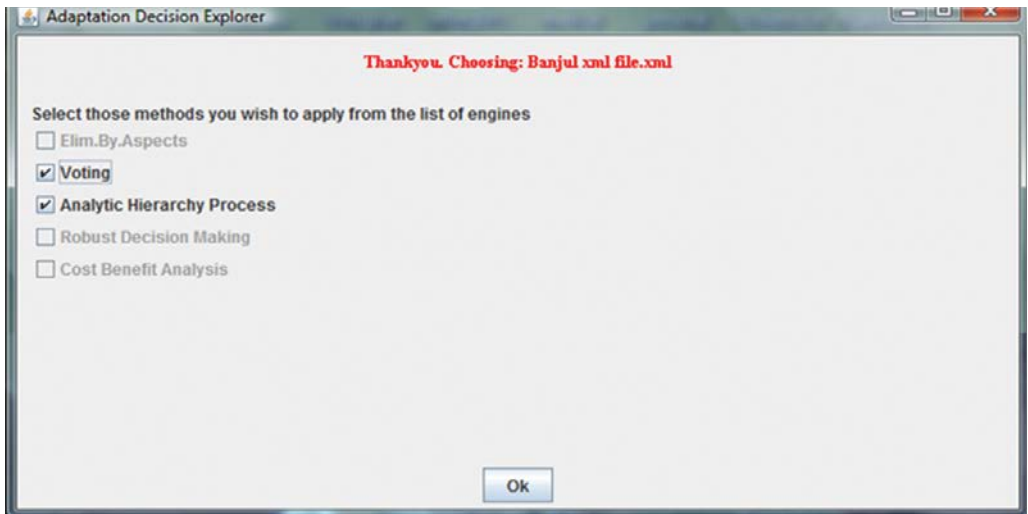 Adaptation Decision Explorer
Thankyou. Choosing: Banjul xml file.xml
Select those methods you wish to apply from the list of engines
Elim.By.Aspects
Voting
Analytic Hierarchy Process
Robust Decision Making
Cost Benefit Analysis
Ok